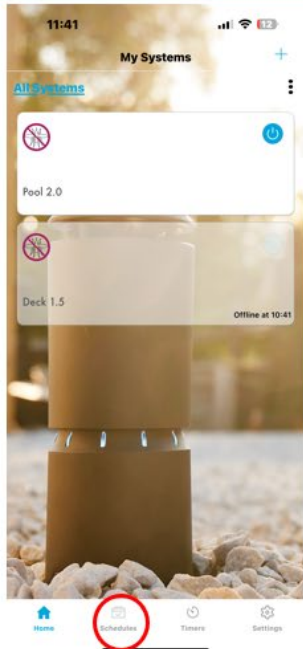 11:41
12
My Systems
+
All Systems
Pool 2.0
Deck 1.5
Offline at 10:41
Home Schedules Timers Settings